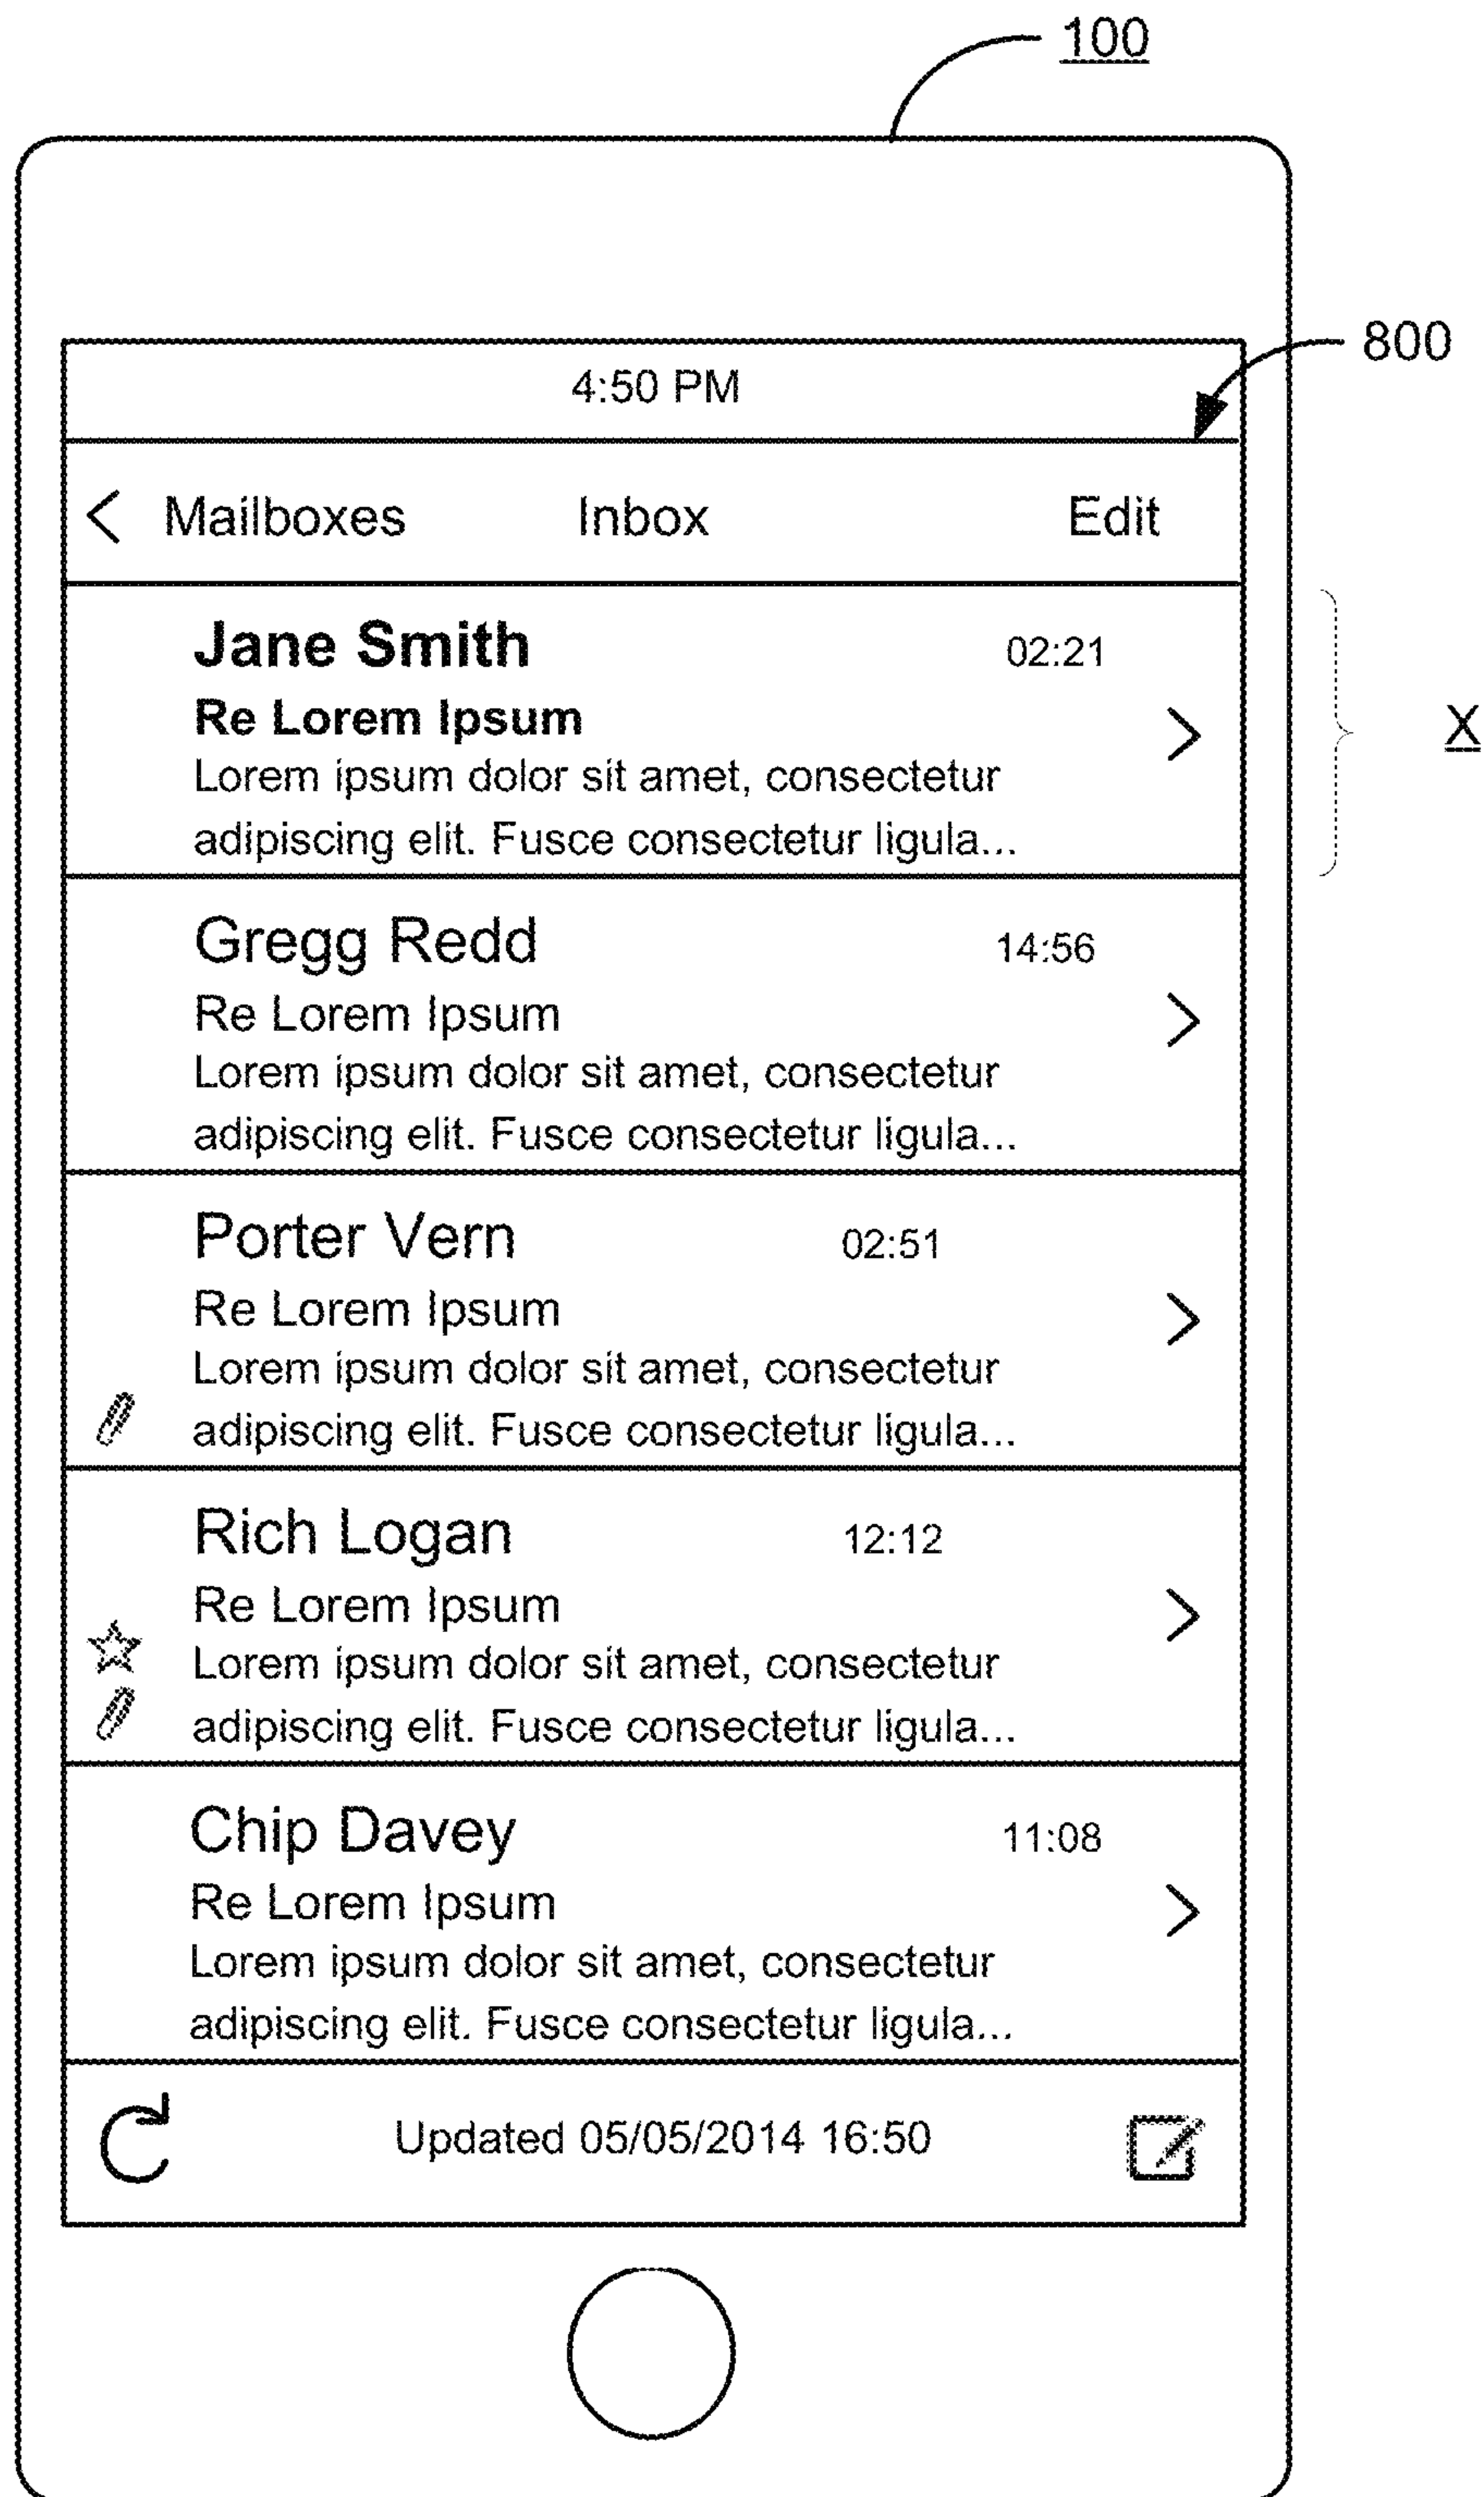 100
800
4:50 PM
< Mailboxes Inbox Edit
Jane Smith 02:21
Re Lorem Ipsum
X
Lorem ipsum dolor sit amet, consectetur
adipiscing elit. Fusce consectetur ligula...
Gregg Redd 14:56
Re Lorem Ipsum
Lorem ipsum dolor sit amet, consectetur
adipiscing elit. Fusce consectetur ligula...
Porter Vern 02:51
Re Lorem Ipsum
Lorem ipsum dolor sit amet, consectetur
adipiscing elit. Fusce consectetur ligula...
Rich Logan 12:12
Re Lorem Ipsum
Lorem ipsum dolor sit amet, consectetur
adipiscing elit. Fusce consectetur ligula...
Chip Davey 11:08
Re Lorem Ipsum
Lorem ipsum dolor sit amet, consectetur
adipiscing elit. Fusce consectetur ligula...
Updated 05/05/2014 16:50